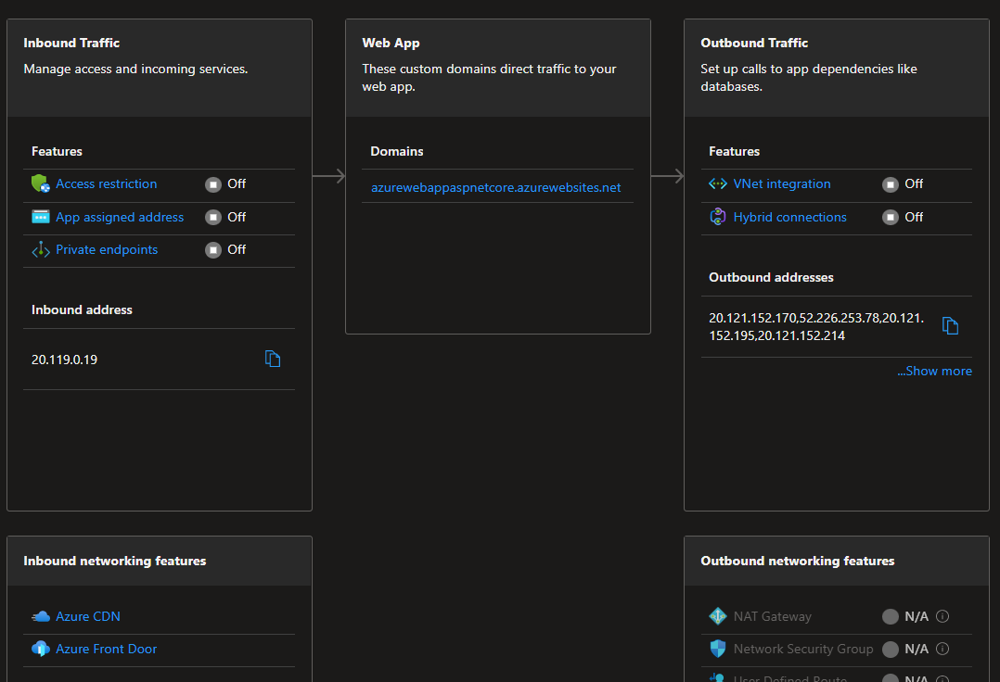 Inbound Traffic
Manage access and incoming services.
Features
Access restriction Off
App assigned address Off
Private endpoints Off
Inbound address
20.119.0.19
Web App
These custom domains direct traffic to your
web app.
Domains
azurewebappaspnetcore.azurewebsites.net
Outbound Traffic
Set up calls to app dependencies like
databases.
Features
VNet integration Off
Hybrid connections Off
Outbound addresses
20.121.152.170,52.226.253.78,20.121.
152.195,20.121.152.214
...Show more
Inbound networking features
Azure CDN
Azure Front Door
Outbound networking features
NAT Gateway N/A
Network Security Group N/A
User Defined Route N/A